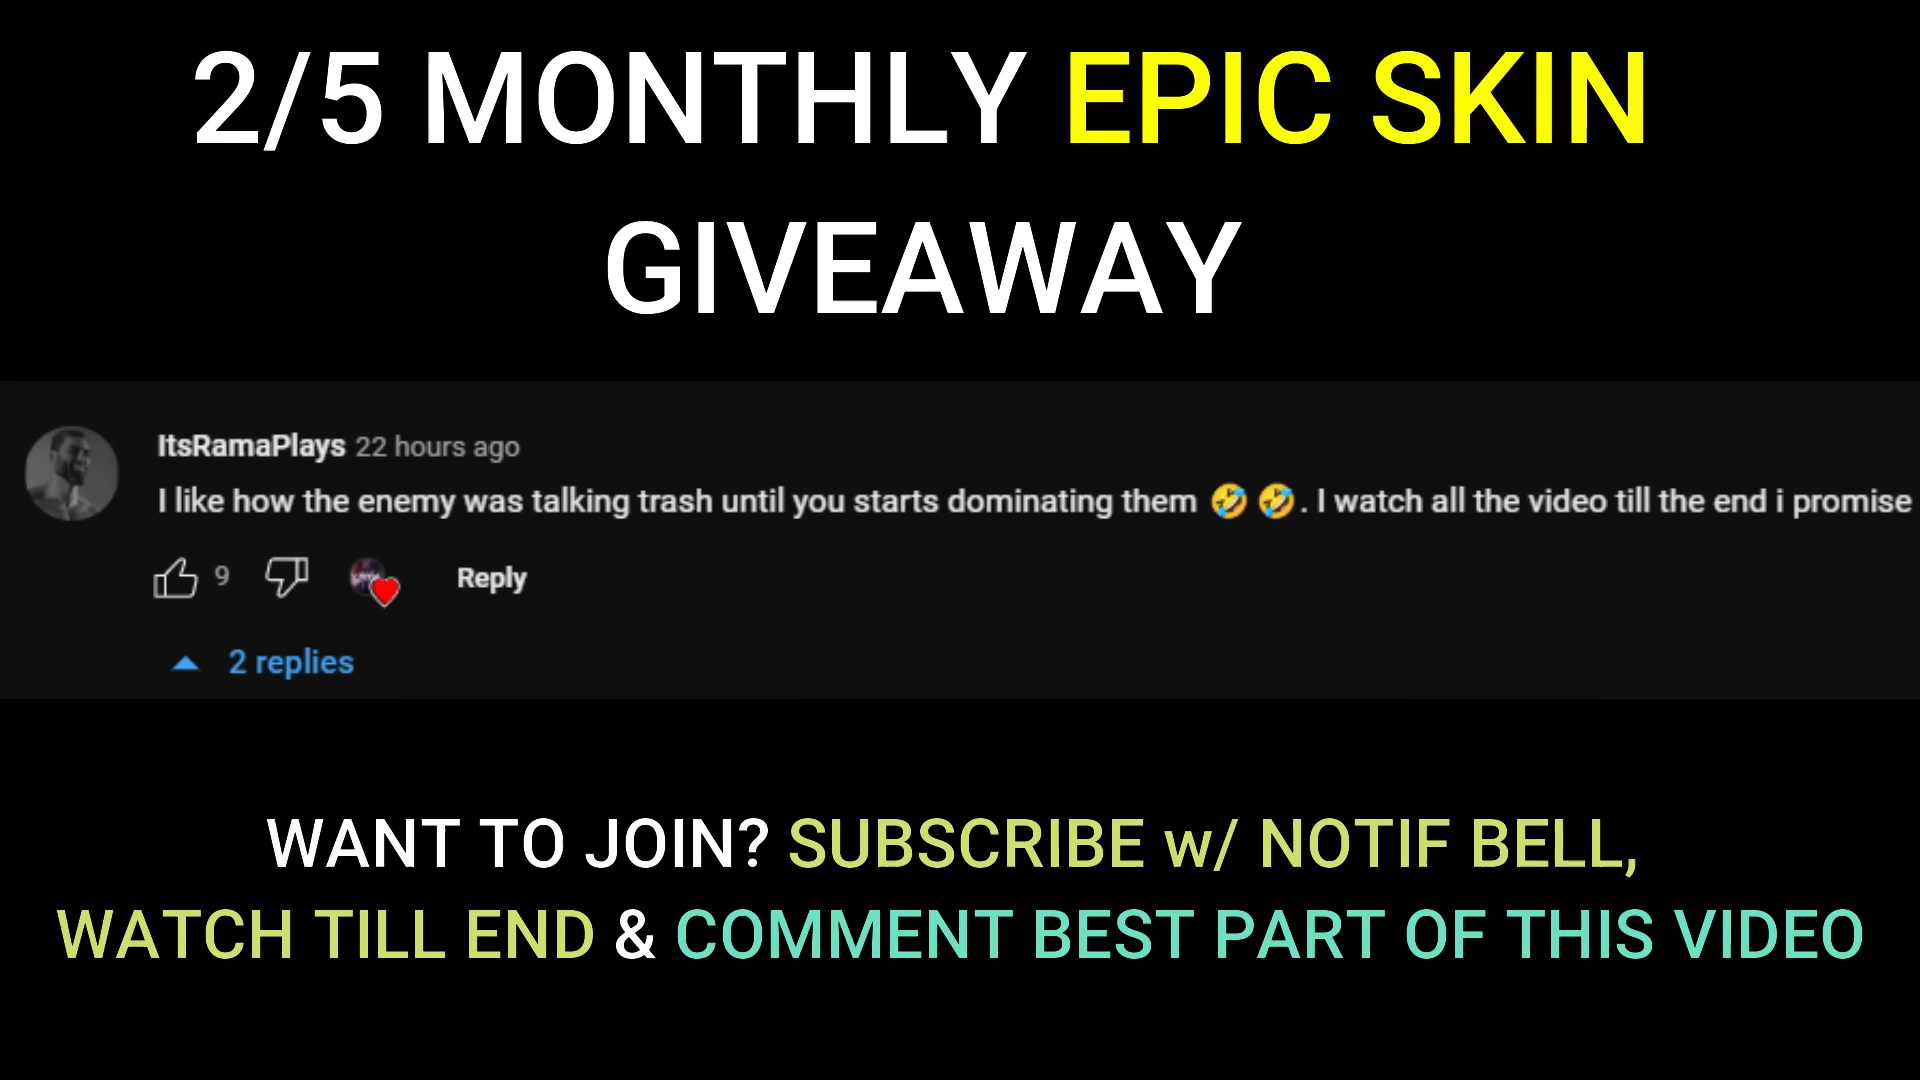 2/5 MONTHLY EPIC SKIN
GIVEAWAY
ItsRamaPlays 22 hours ago
I like how the enemy was talking trash until you starts dominating them 🤣 🤣. I watch all the video till the end i promise
9 Reply
2 replies
WANT TO JOIN? SUBSCRIBE w/ NOTIF BELL,
WATCH TILL END & COMMENT BEST PART OF THIS VIDEO